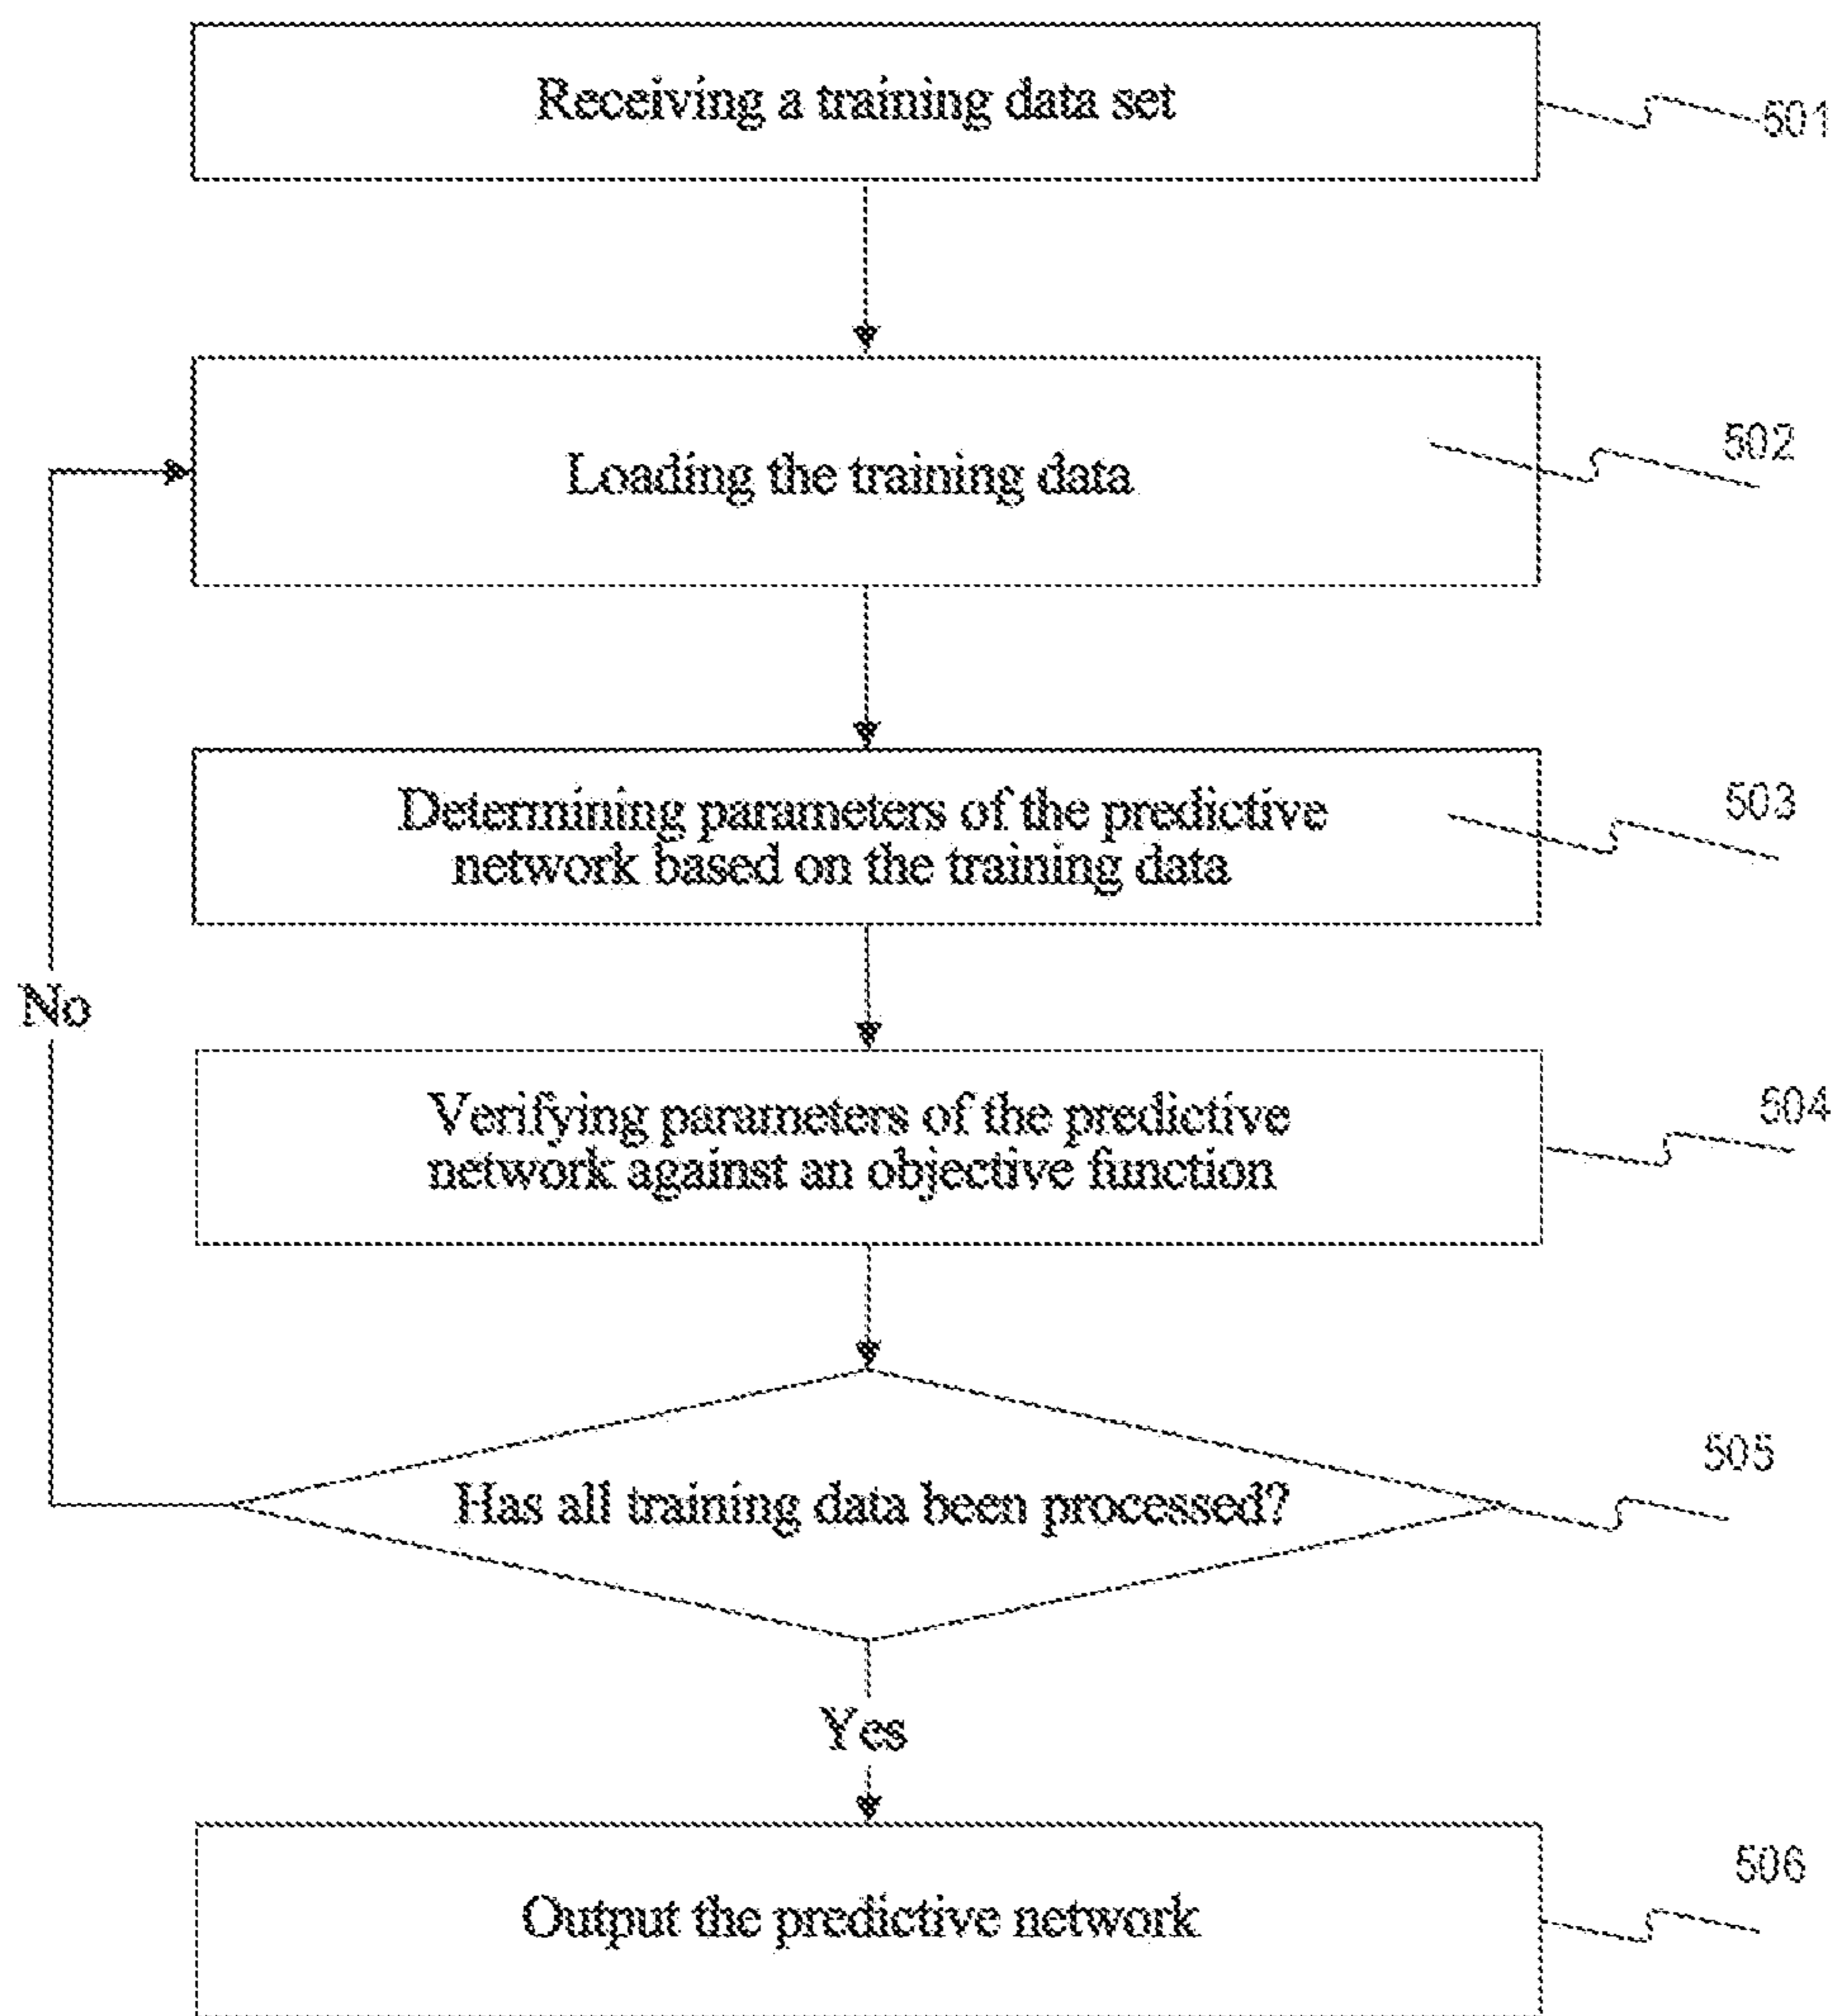 Receiving a training data set
501
Loading the training data
502
Determining parameters of the predictive
network based on the training data
503
No
Verifying parameters of the predictive
network against an objective function
504
Has all training data been processed?
505
Yes
Output the predictive network
506